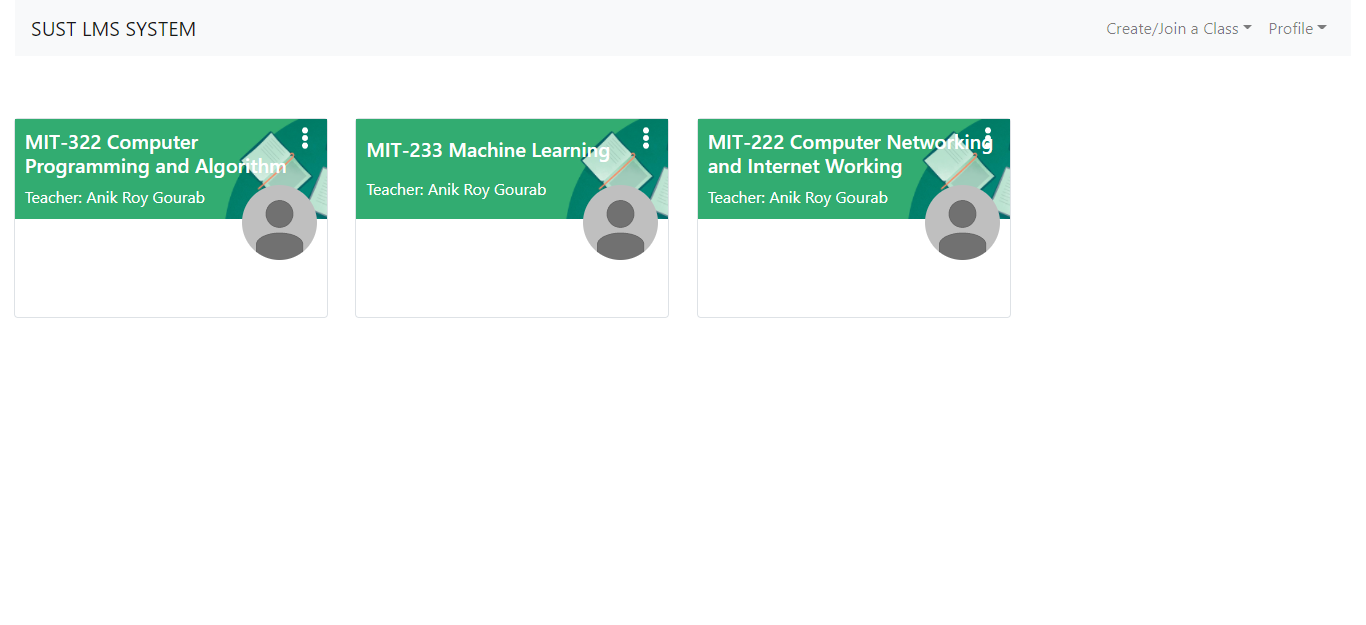 SUST LMS SYSTEM
Create/Join a Class Profile
MIT-322 Computer
Programming and Algorithm
Teacher: Anik Roy Gourab
MIT-233 Machine Learning
Teacher: Anik Roy Gourab
MIT-222 Computer Networking
and Internet Working
Teacher: Anik Roy Gourab